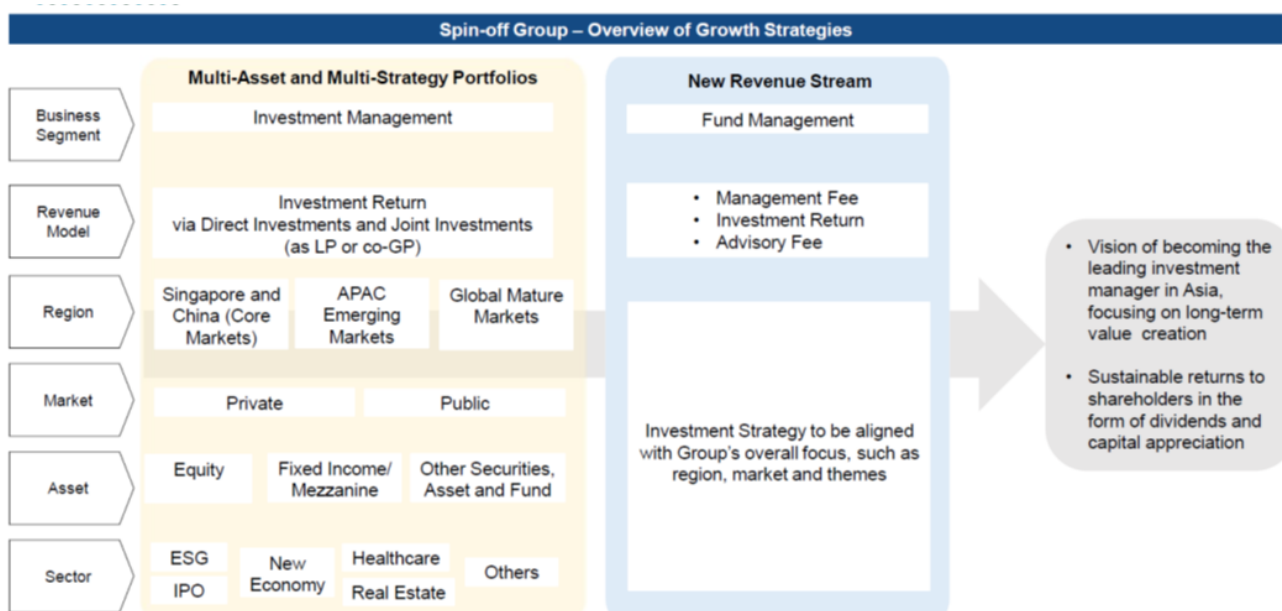 Spin-off Group – Overview of Growth Strategies
Multi-Asset and Multi-Strategy Portfolios
New Revenue Stream
Business
Segment
Investment Management
Fund Management
Revenue
Model
Investment Return
via Direct Investments and Joint Investments
(as LP or co-GP)
• Management Fee
• Investment Return
• Advisory Fee
Region
Singapore and
China (Core
Markets)
APAC
Emerging
Markets
Global Mature
Markets
Market
Private
Public
Investment Strategy to be aligned
with Group's overall focus, such as
region, market and themes
Asset
Equity
Fixed Income/
Mezzanine
Other Securities,
Asset and Fund
Sector
ESG
IPO
New
Economy
Healthcare
Real Estate
Others
• Vision of becoming the
leading investment
manager in Asia,
focusing on long-term
value creation
• Sustainable returns to
shareholders in the
form of dividends and
capital appreciation